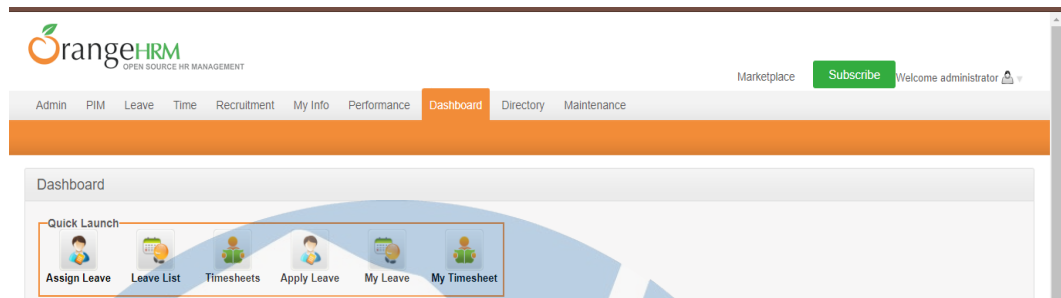 OrangeHRM
OPEN SOURCE HR MANAGEMENT
Marketplace Subscribe Welcome administrator
Admin PIM Leave Time Recruitment My Info Performance Dashboard Directory Maintenance
Dashboard
Quick Launch
Assign Leave Leave List Timesheets Apply Leave My Leave My Timesheet